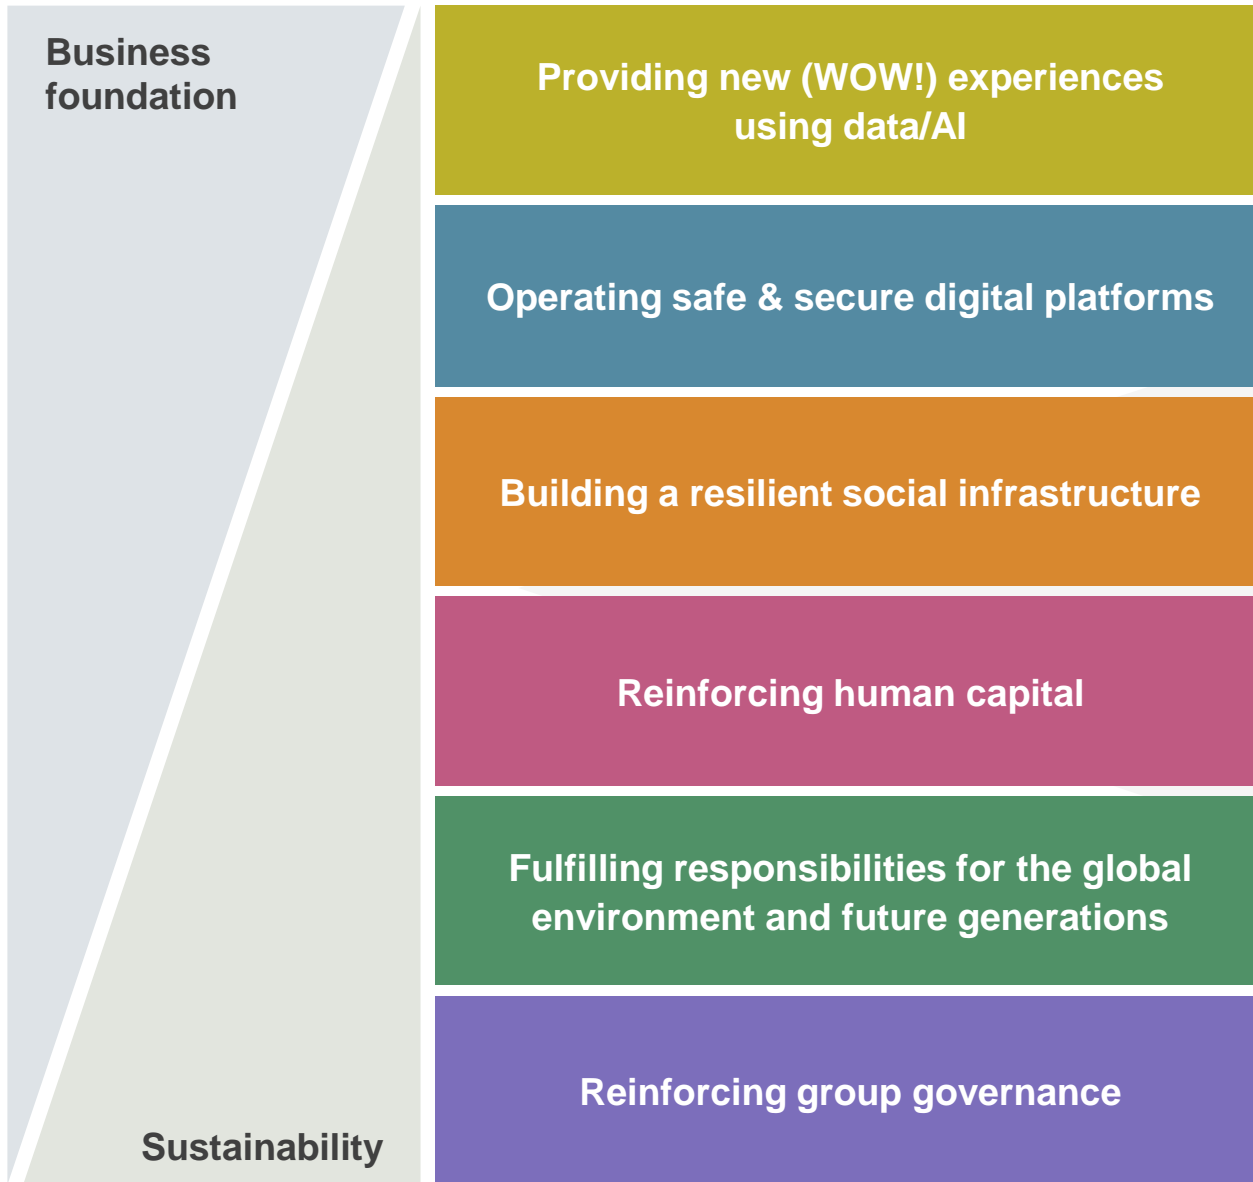 Business
foundation
Providing new (WOW!) experiences
using data/AI
Operating safe & secure digital platforms
Building a resilient social infrastructure
Reinforcing human capital
Fulfilling responsibilities for the global
environment and future generations
Reinforcing group governance
Sustainability